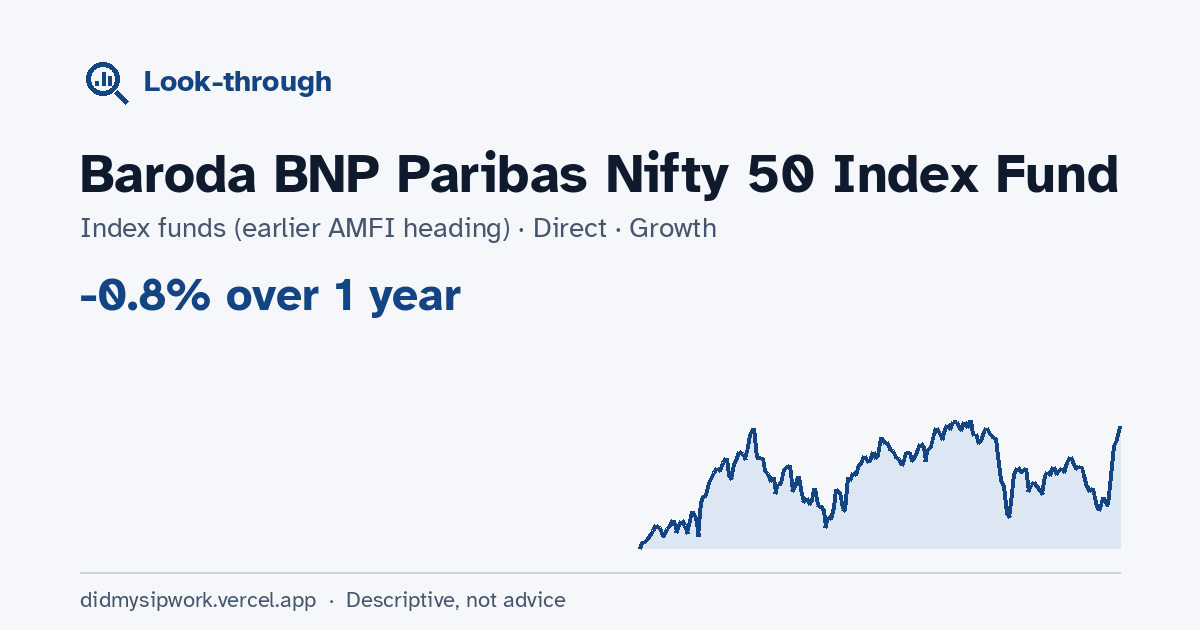 Look-through
Baroda BNP Paribas Nifty 50 Index Fund
Index funds (earlier AMFI heading) · Direct · Growth
-0.8% over 1 year
didmysipwork.vercel.app · Descriptive, not advice